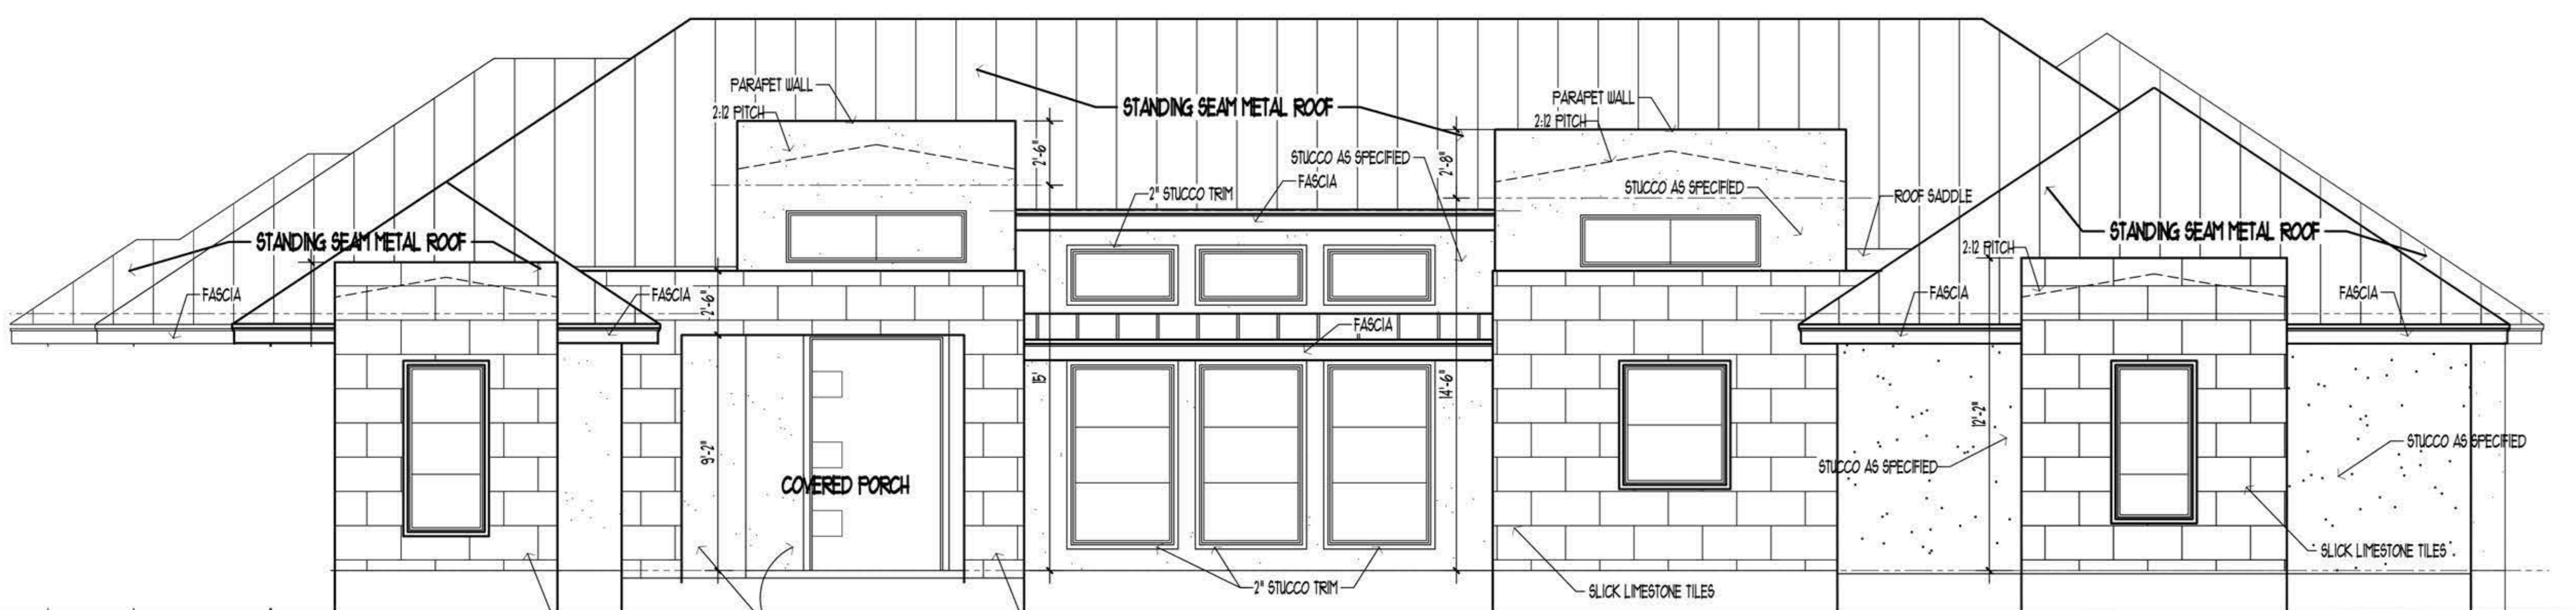 PARAPET WALL
2:12 PITCH
STANDING SEAM METAL ROOF
PARAPET WALL
2:12 PITCH
2'-6"
STUCCO AS SPECIFIED
2'-8"
FASCIA
2" STUCCO TRIM
STUCCO AS SPECIFIED
ROOF SADDLE
STANDING SEAM METAL ROOF
STANDING SEAM METAL ROOF
2:12 PITCH
FASCIA
FASCIA
2'-6"
FASCIA
FASCIA
FASCIA
15'
14'-6"
12'-2"
9'-2"
STUCCO AS SPECIFIED
STUCCO AS SPECIFIED
COVERED PORCH
SLICK LIMESTONE TILES
2" STUCCO TRIM
SLICK LIMESTONE TILES